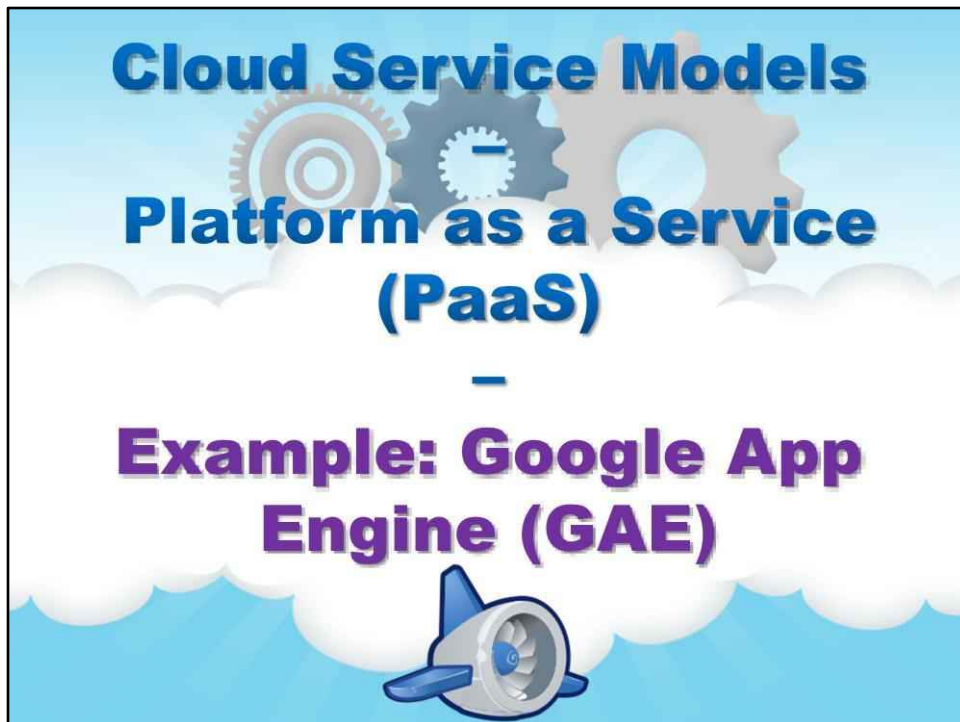 Cloud Service Models
–
Platform as a Service
(PaaS)
–
Example: Google App
Engine (GAE)